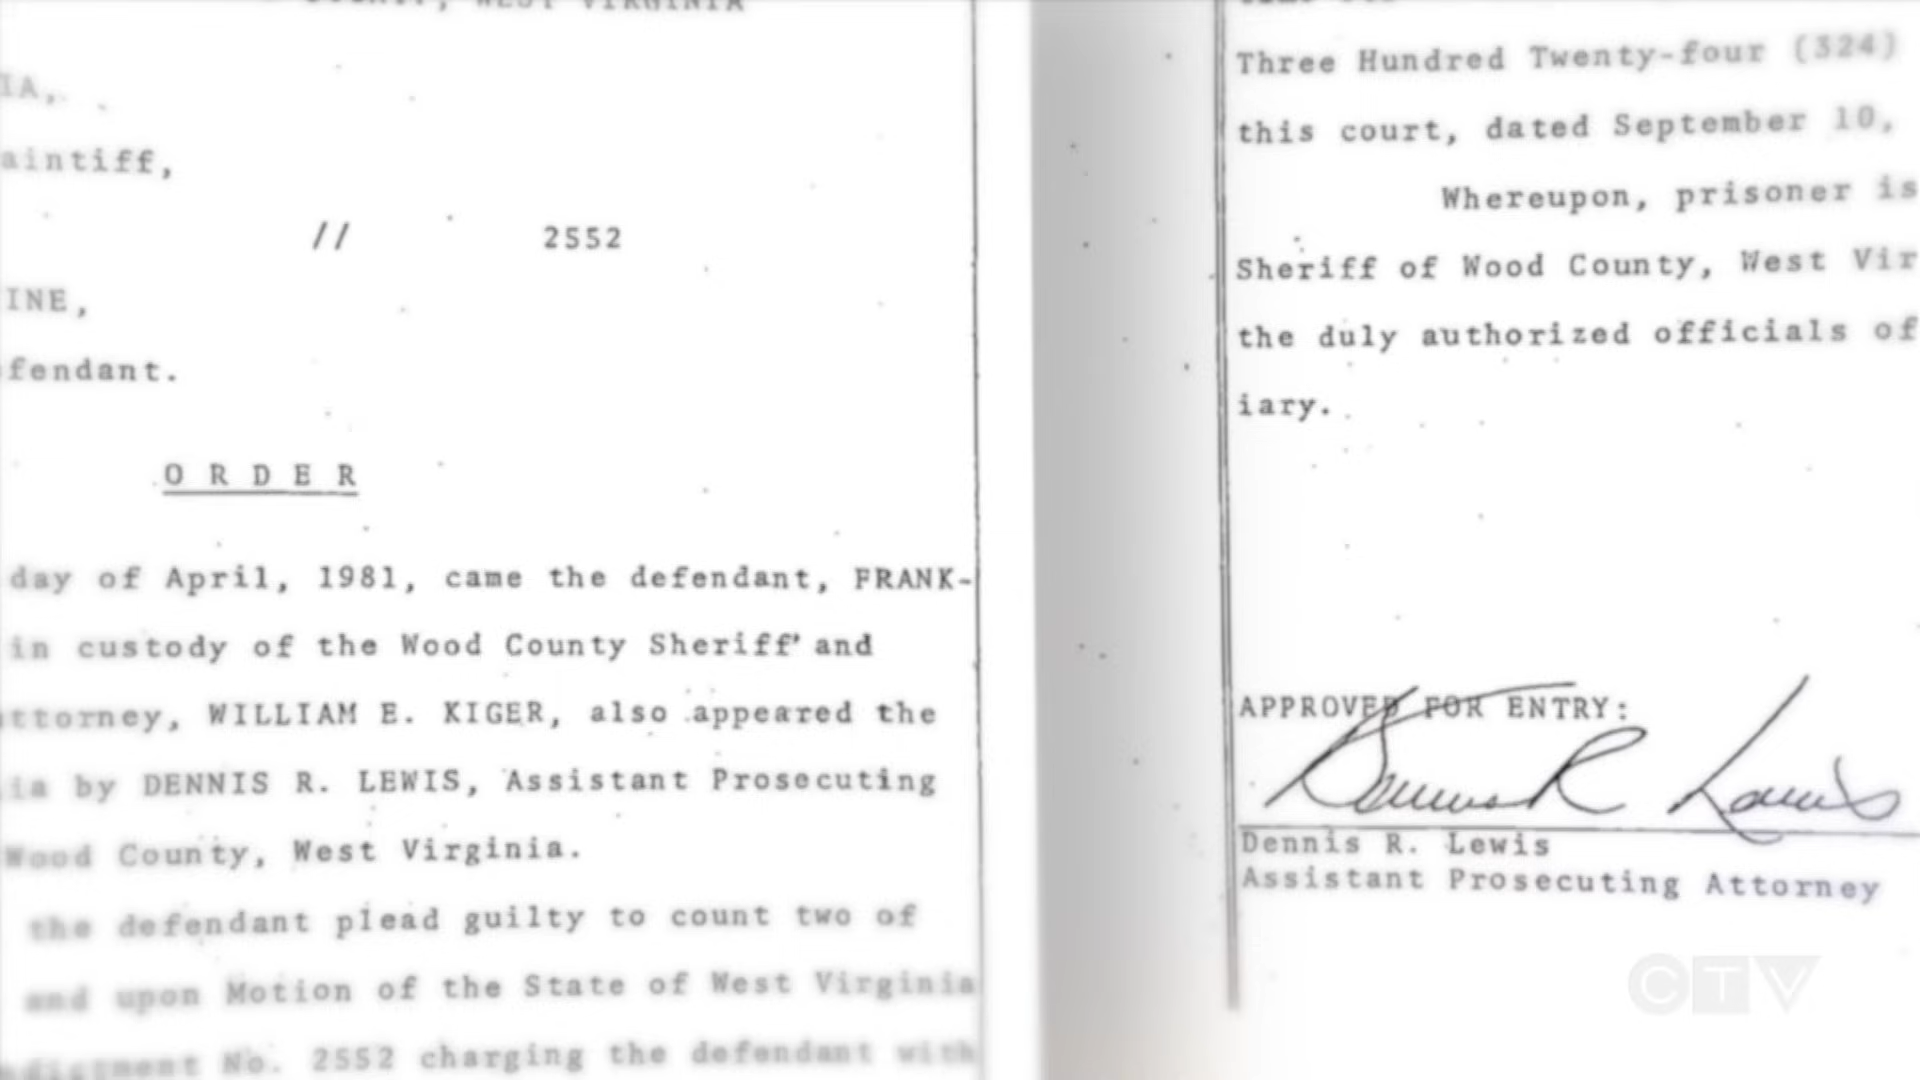 COUNTY, WEST VIRGINIA
IA,
aintiff,
// 2552
INE,
fendant.
O R D E R
day of April, 1981, came the defendant, FRANK-
in custody of the Wood County Sheriff and
ttorney, WILLIAM E. KIGER, also appeared the
ia by DENNIS R. LEWIS, Assistant Prosecuting
Wood County, West Virginia.
the defendant plead guilty to count two of
and upon Motion of the State of West Virginia
dictment No. 2552 charging the defendant with
Three Hundred Twenty-four (324)
this court, dated September 10,
Whereupon, prisoner is
Sheriff of Wood County, West Vir
the duly authorized officials of
iary.
APPROVED FOR ENTRY:
Dennis R Lewis
Dennis R. Lewis
Assistant Prosecuting Attorney
CTV